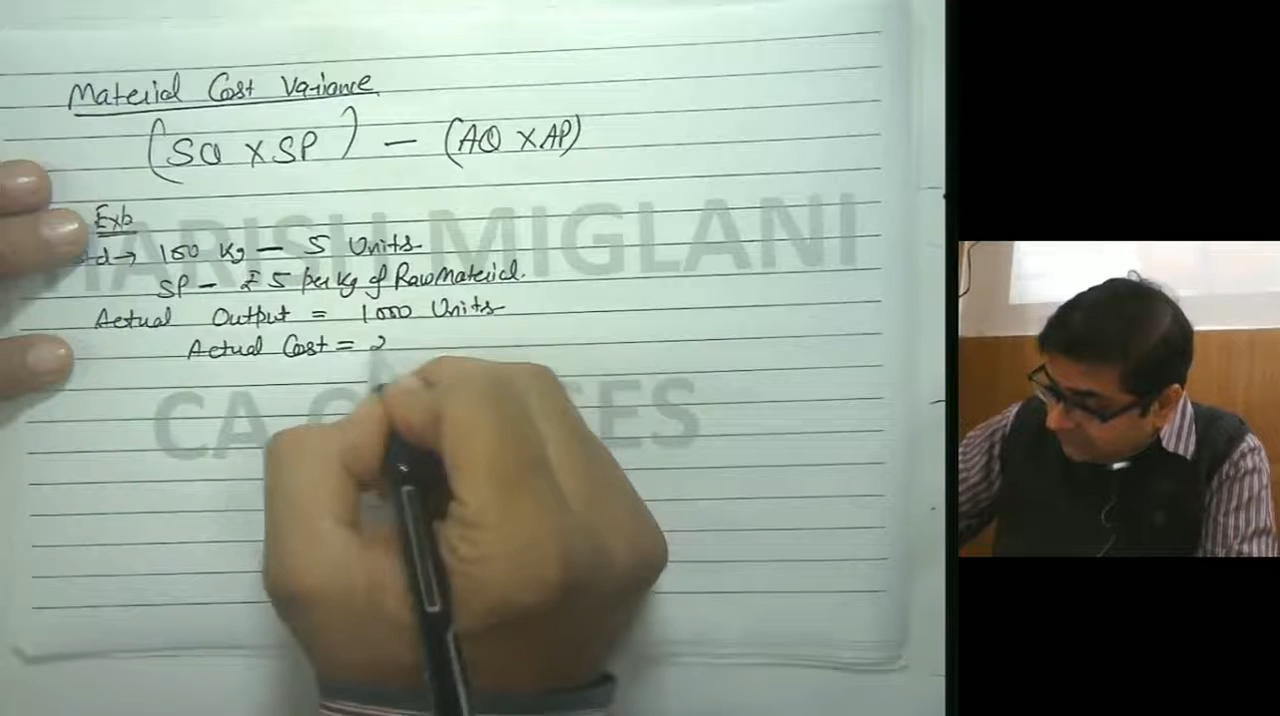 Material Cost Variance
(SQ X SP) — (AQ X AP)
Exb
d → 150 Kg — 5 Units
SP — ₹ 5 per Kg of Raw Material.
Actual Output = 1000 Units
Actual Cost = 2
HARISH MIGLANI
CA CLASSES